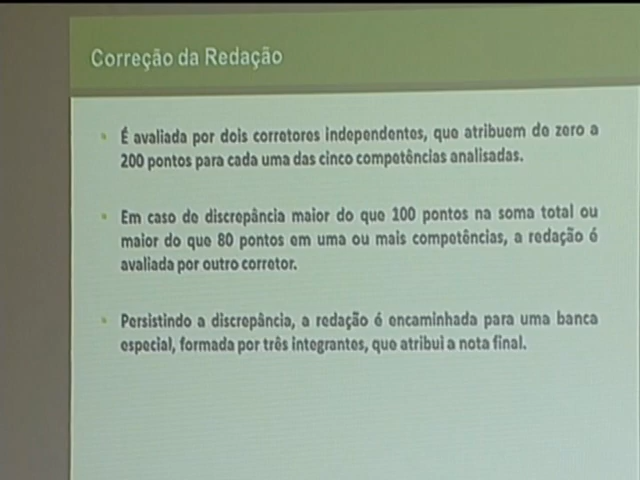 Correção da Redação
• É avaliada por dois corretores independentes, que atribuem de zero a
200 pontos para cada uma das cinco competências analisadas.
• Em caso de discrepância maior do que 100 pontos na soma total ou
maior do que 80 pontos em uma ou mais competências, a redação é
avaliada por outro corretor.
• Persistindo a discrepância, a redação é encaminhada para uma banca
especial, formada por três integrantes, que atribui a nota final.